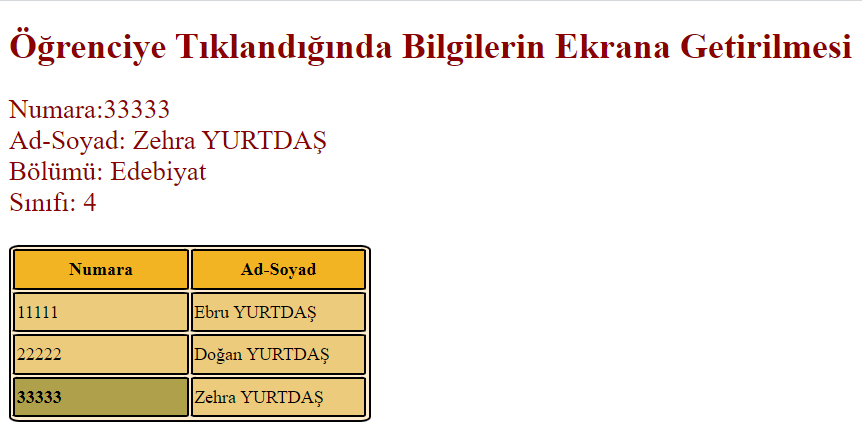 Öğrenciye Tıklandığında Bilgilerin Ekrana Getirilmesi
Numara:33333
Ad-Soyad: Zehra YURTDAŞ
Bölümü: Edebiyat
Sınıfı: 4
Numara Ad-Soyad
11111 Ebru YURTDAŞ
22222 Doğan YURTDAŞ
33333 Zehra YURTDAŞ